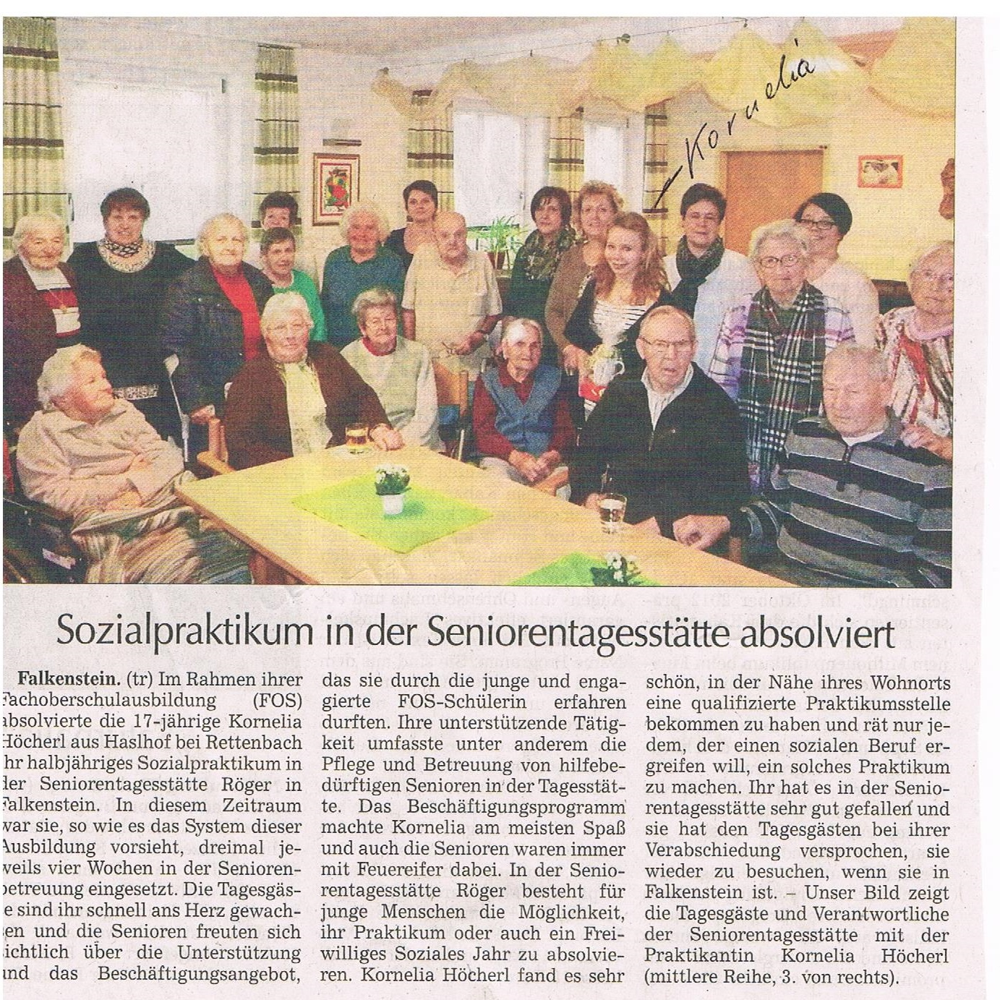 Kornelia
Sozialpraktikum in der Seniorentagesstätte absolviert
Falkenstein. (tr) Im Rahmen ihrer
Fachoberschulausbildung (FOS)
absolvierte die 17-jährige Kornelia
Höcherl aus Haslhof bei Rettenbach
ihr halbjähriges Sozialpraktikum in
der Seniorentagesstätte Röger in
Falkenstein. In diesem Zeitraum
war sie, so wie es das System dieser
Ausbildung vorsieht, dreimal je-
weils vier Wochen in der Senioren-
betreuung eingesetzt. Die Tagesgäs-
te sind ihr schnell ans Herz gewach-
sen und die Senioren freuten sich
sichtlich über die Unterstützung
und das Beschäftigungsangebot,
das sie durch die junge und enga-
gierte FOS-Schülerin erfahren
durften. Ihre unterstützende Tätig-
keit umfasste unter anderem die
Pflege und Betreuung von hilfebe-
dürftigen Senioren in der Tagesstät-
te. Das Beschäftigungsprogramm
machte Kornelia am meisten Spaß
und auch die Senioren waren immer
mit Feuereifer dabei. In der Senio-
rentagesstätte Röger besteht für
junge Menschen die Möglichkeit,
ihr Praktikum oder auch ein Frei-
williges Soziales Jahr zu absolvie-
ren. Kornelia Höcherl fand es sehr
schön, in der Nähe ihres Wohnorts
eine qualifizierte Praktikumsstelle
bekommen zu haben und rät nur je-
dem, der einen sozialen Beruf er-
greifen will, ein solches Praktikum
zu machen. Ihr hat es in der Senio-
rentagesstätte sehr gut gefallen und
sie hat den Tagesgästen bei ihrer
Verabschiedung versprochen, sie
wieder zu besuchen, wenn sie in
Falkenstein ist. – Unser Bild zeigt
die Tagesgäste und Verantwortliche
der Seniorentagesstätte mit der
Praktikantin Kornelia Höcherl
(mittlere Reihe, 3. von rechts).